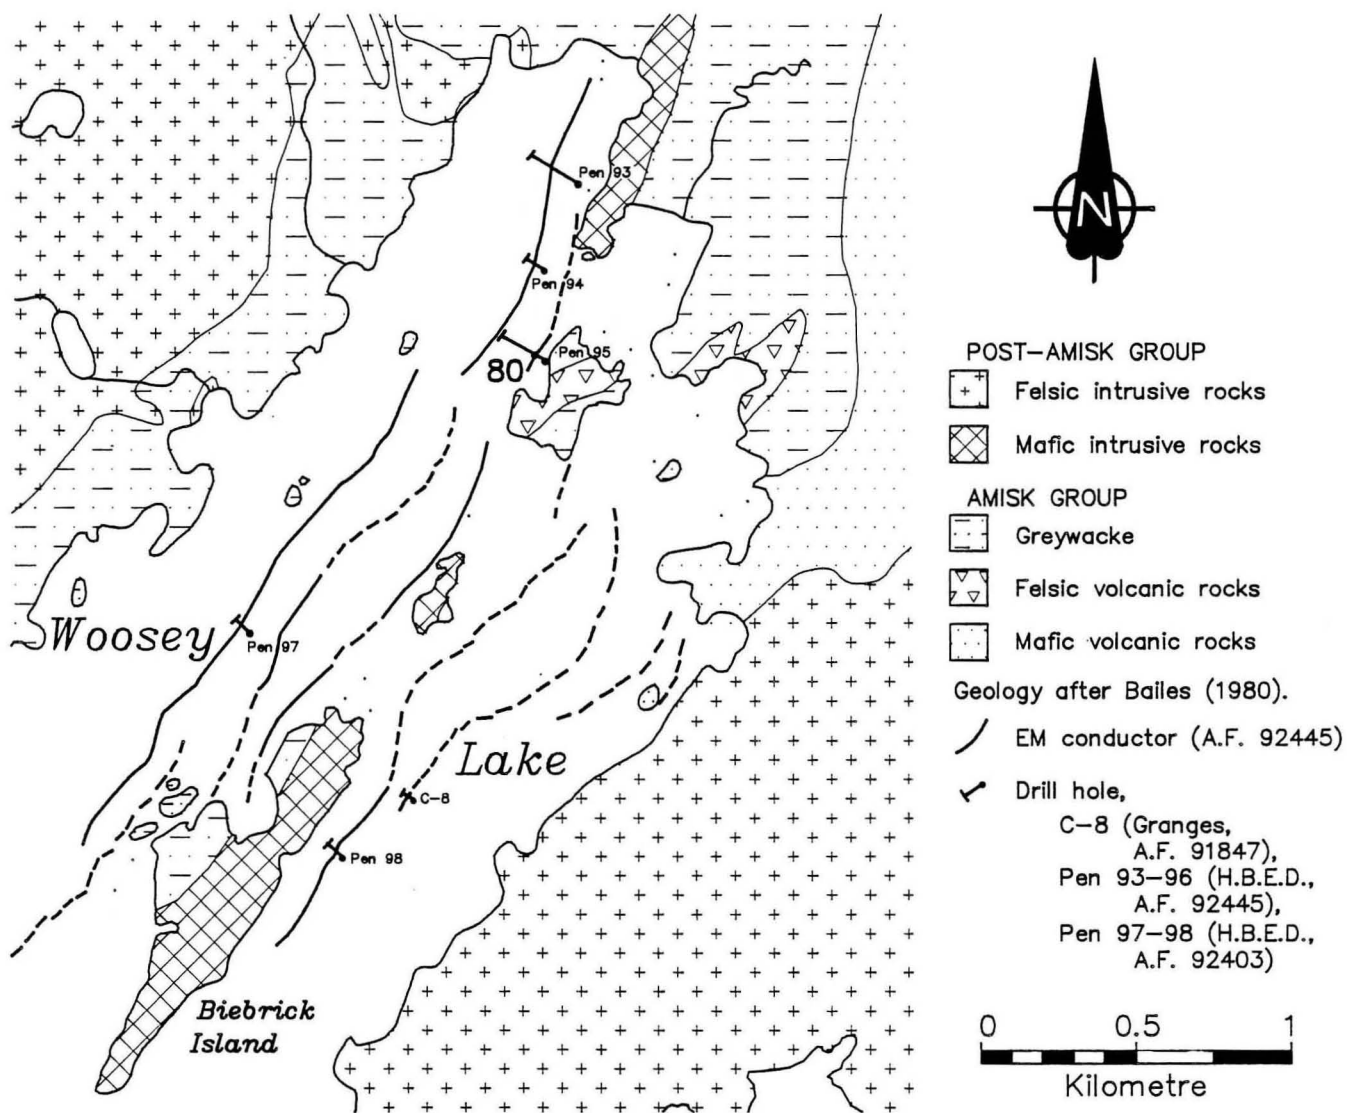 Pen 93
Pen 94
Pen 95
80
Woosey
Pen 97
Lake
C-8
Pen 98
Biebrick
Island
N
POST-AMISK GROUP
Felsic intrusive rocks
Mafic intrusive rocks
AMISK GROUP
Greywacke
Felsic volcanic rocks
Mafic volcanic rocks
Geology after Bailes (1980).
EM conductor (A.F. 92445)
Drill hole,
C-8 (Granges,
A.F. 91847),
Pen 93-96 (H.B.E.D.,
A.F. 92445),
Pen 97-98 (H.B.E.D.,
A.F. 92403)
0 0.5 1
Kilometre